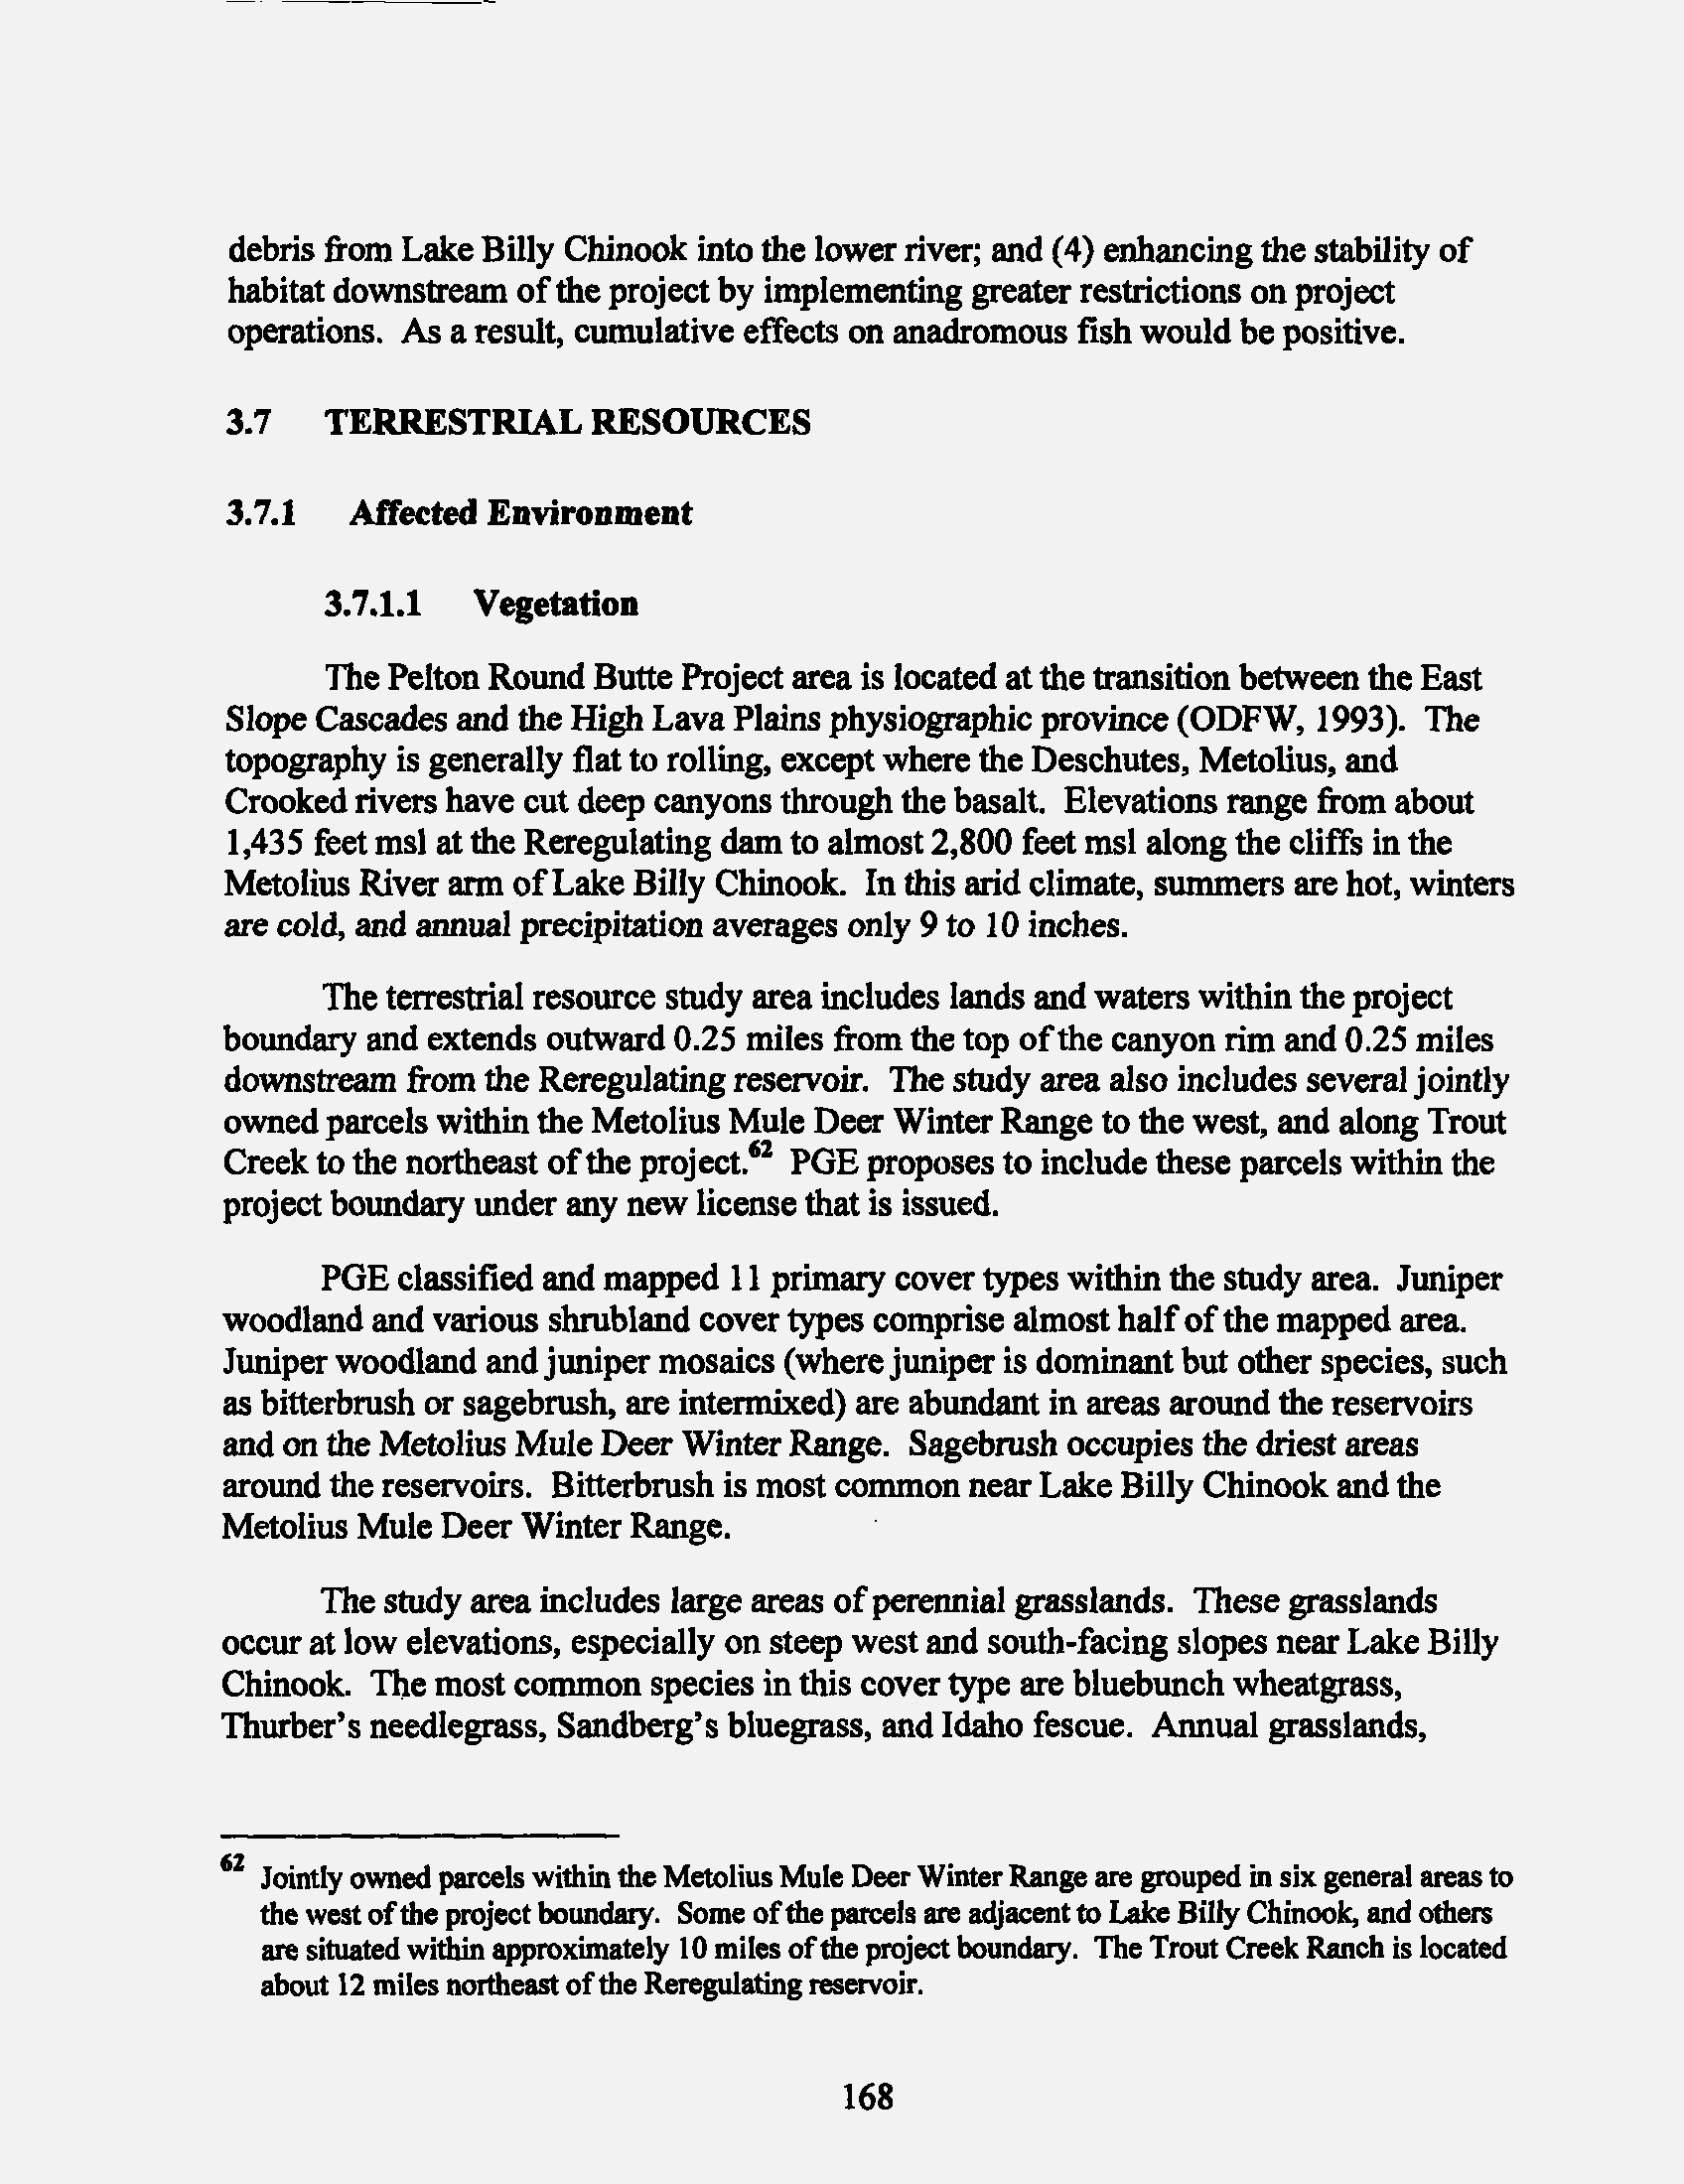 debris from Lake Billy Chinook into the lower river; and (4) enhancing the stability of
habitat downstream of the project by implementing greater restrictions on project
operations. As a result, cumulative effects on anadromous fish would be positive.
3.7 TERRESTRIAL RESOURCES
3.7.1 Affected Environment
3.7.1.1 Vegetation
The Pelton Round Butte Project area is located at the transition between the East
Slope Cascades and the High Lava Plains physiographic province (ODFW, 1993). The
topography is generally flat to rolling, except where the Deschutes, Metolius, and
Crooked rivers have cut deep canyons through the basalt. Elevations range from about
1,435 feet msl at the Reregulating dam to almost 2,800 feet msl along the cliffs in the
Metolius River arm of Lake Billy Chinook. In this arid climate, summers are hot, winters
are cold, and annual precipitation averages only 9 to 10 inches.
The terrestrial resource study area includes lands and waters within the project
boundary and extends outward 0.25 miles from the top of the canyon rim and 0.25 miles
downstream from the Reregulating reservoir. The study area also includes several jointly
owned parcels within the Metolius Mule Deer Winter Range to the west, and along Trout
Creek to the northeast of the project.62 PGE proposes to include these parcels within the
project boundary under any new license that is issued.
PGE classified and mapped 11 primary cover types within the study area. Juniper
woodland and various shrubland cover types comprise almost half of the mapped area.
Juniper woodland and juniper mosaics (where juniper is dominant but other species, such
as bitterbrush or sagebrush, are intermixed) are abundant in areas around the reservoirs
and on the Metolius Mule Deer Winter Range. Sagebrush occupies the driest areas
around the reservoirs. Bitterbrush is most common near Lake Billy Chinook and the
Metolius Mule Deer Winter Range.
The study area includes large areas of perennial grasslands. These grasslands
occur at low elevations, especially on steep west and south-facing slopes near Lake Billy
Chinook. The most common species in this cover type are bluebunch wheatgrass,
Thurber's needlegrass, Sandberg's bluegrass, and Idaho fescue. Annual grasslands,
62 Jointly owned parcels within the Metolius Mule Deer Winter Range are grouped in six general areas to
the west of the project boundary. Some of the parcels are adjacent to Lake Billy Chinook, and others
are situated within approximately 10 miles of the project boundary. The Trout Creek Ranch is located
about 12 miles northeast of the Reregulating reservoir.
168